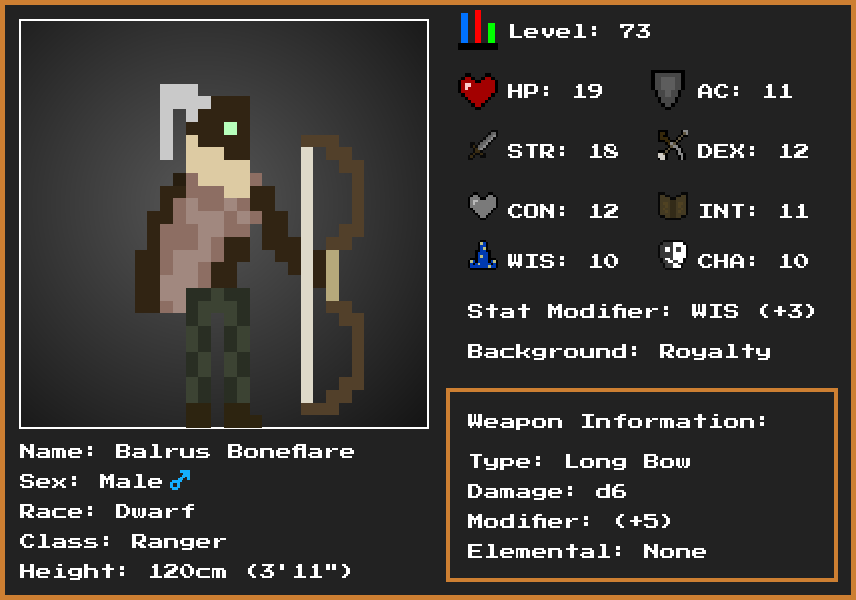 Level: 73
HP: 19
AC: 11
STR: 18
DEX: 12
CON: 12
INT: 11
WIS: 10
CHA: 10
Stat Modifier: WIS (+3)
Background: Royalty
Weapon Information:
Type: Long Bow
Damage: d6
Modifier: (+5)
Elemental: None
Name: Balrus Boneflare
Sex: Male ♂
Race: Dwarf
Class: Ranger
Height: 120cm (3'11")